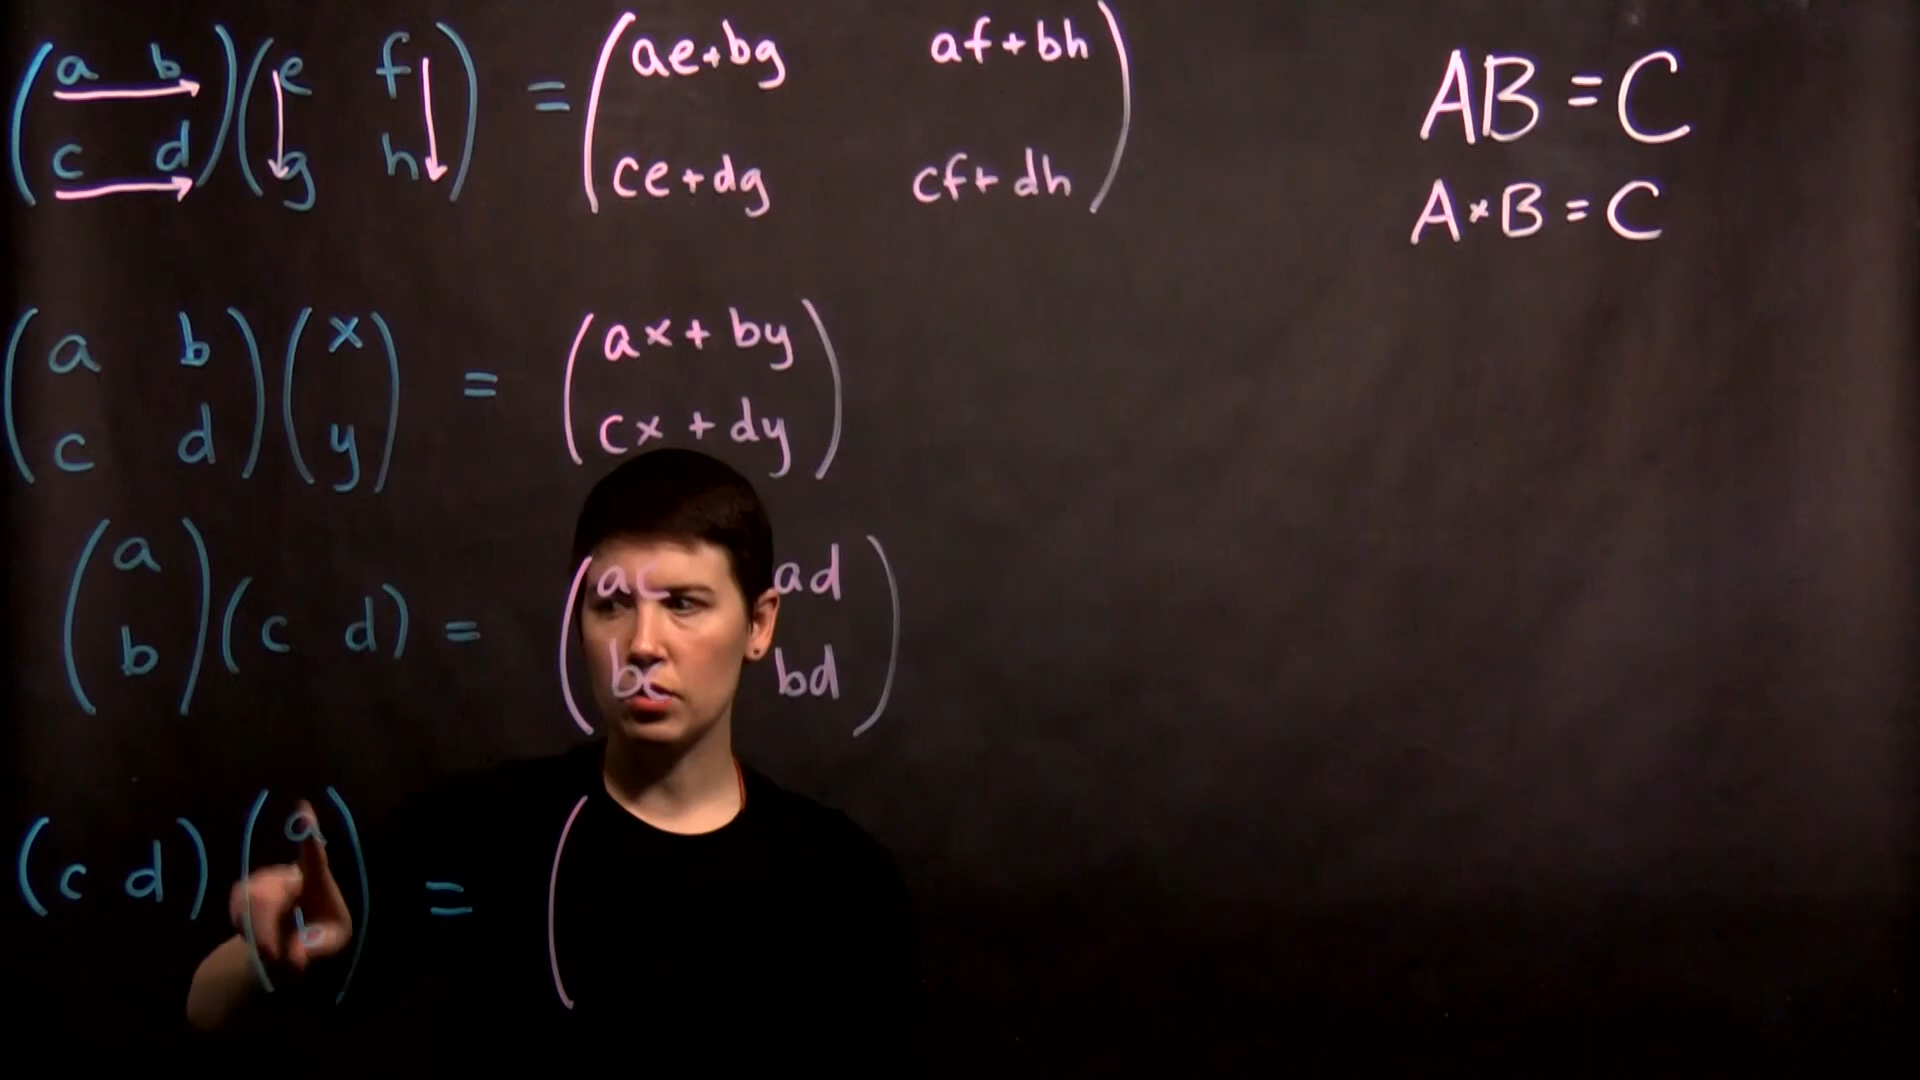 (a b)(e f) = (ae+bg af+bh)
(c d)(g h) (ce+dg cf+dh)
AB = C
A×B = C
(a b)(x) = (ax + by)
(c d)(y) (cx + dy)
(a)(c d) = (ac ad)
(b) (bc bd)
(c d)(a) = (
(b)